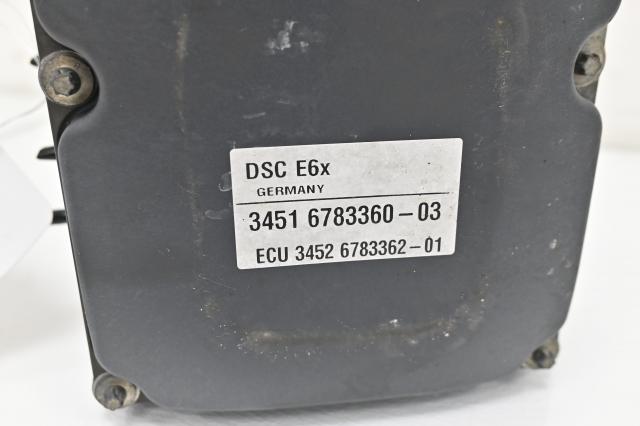 DSC E6x
GERMANY
3451 6783360-03
ECU 3452 6783362-01